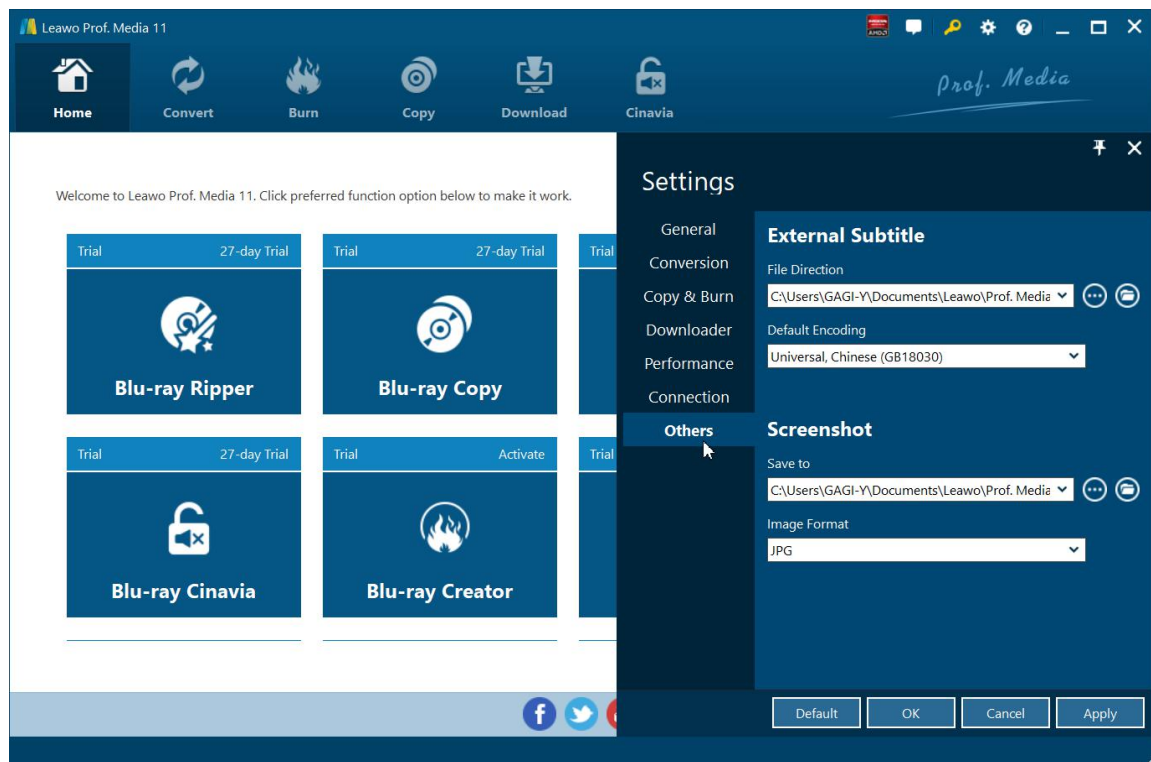 Leawo Prof. Media 11
AMD
Home
Convert
Burn
Copy
Download
Cinavia
Prof. Media
Welcome to Leawo Prof. Media 11. Click preferred function option below to make it work.
Trial 27-day Trial
Blu-ray Ripper
Trial 27-day Trial
Blu-ray Copy
Trial
Trial 27-day Trial
Blu-ray Cinavia
Trial Activate
Blu-ray Creator
Trial
Settings
General
Conversion
Copy & Burn
Downloader
Performance
Connection
Others
External Subtitle
File Direction
C:\Users\GAGI-Y\Documents\Leawo\Prof. Media
Default Encoding
Universal, Chinese (GB18030)
Screenshot
Save to
C:\Users\GAGI-Y\Documents\Leawo\Prof. Media
Image Format
JPG
Default
OK
Cancel
Apply